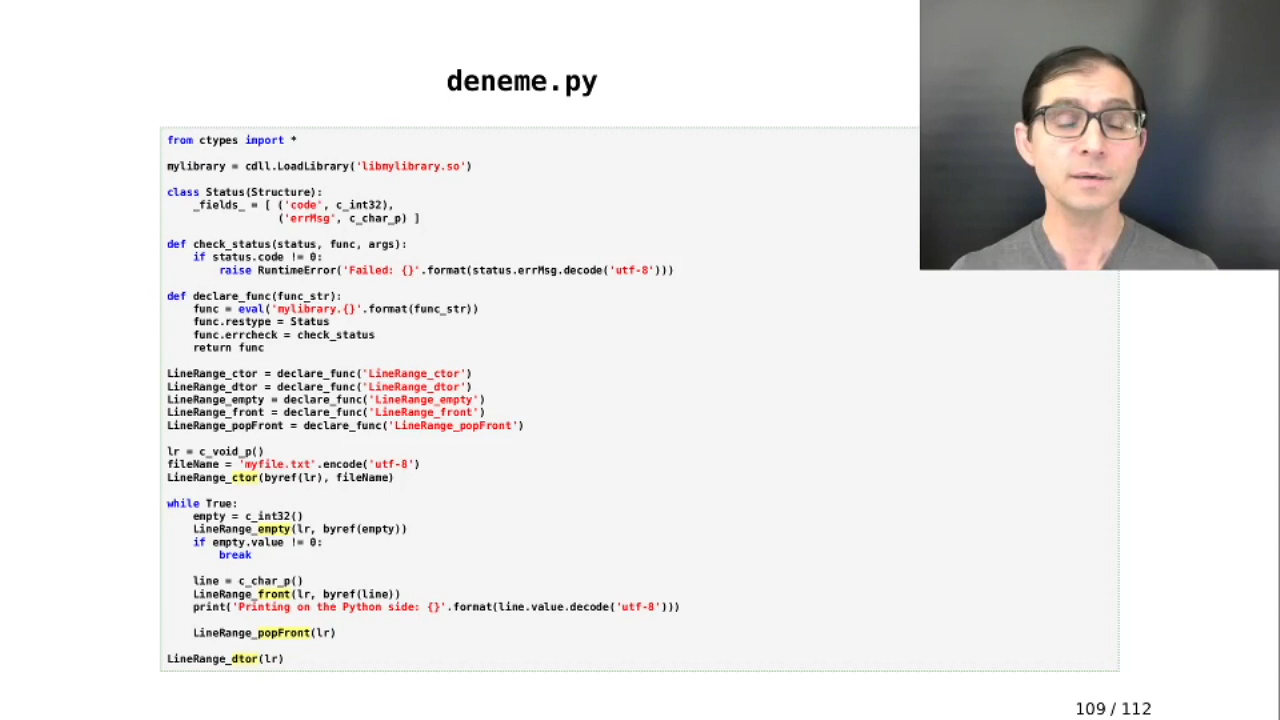 deneme.py
from ctypes import *
mylibrary = cdll.LoadLibrary('libmylibrary.so')
class Status(Structure):
    _fields_ = [ ('code', c_int32),
                 ('errMsg', c_char_p) ]
def check_status(status, func, args):
    if status.code != 0:
        raise RuntimeError('Failed: {}'.format(status.errMsg.decode('utf-8')))
def declare_func(func_str):
    func = eval('mylibrary.{}'.format(func_str))
    func.restype = Status
    func.errcheck = check_status
    return func
LineRange_ctor = declare_func('LineRange_ctor')
LineRange_dtor = declare_func('LineRange_dtor')
LineRange_empty = declare_func('LineRange_empty')
LineRange_front = declare_func('LineRange_front')
LineRange_popFront = declare_func('LineRange_popFront')
lr = c_void_p()
fileName = 'myfile.txt'.encode('utf-8')
LineRange_ctor(byref(lr), fileName)
while True:
    empty = c_int32()
    LineRange_empty(lr, byref(empty))
    if empty.value != 0:
        break
    line = c_char_p()
    LineRange_front(lr, byref(line))
    print('Printing on the Python side: {}'.format(line.value.decode('utf-8')))
    LineRange_popFront(lr)
LineRange_dtor(lr)
109 / 112